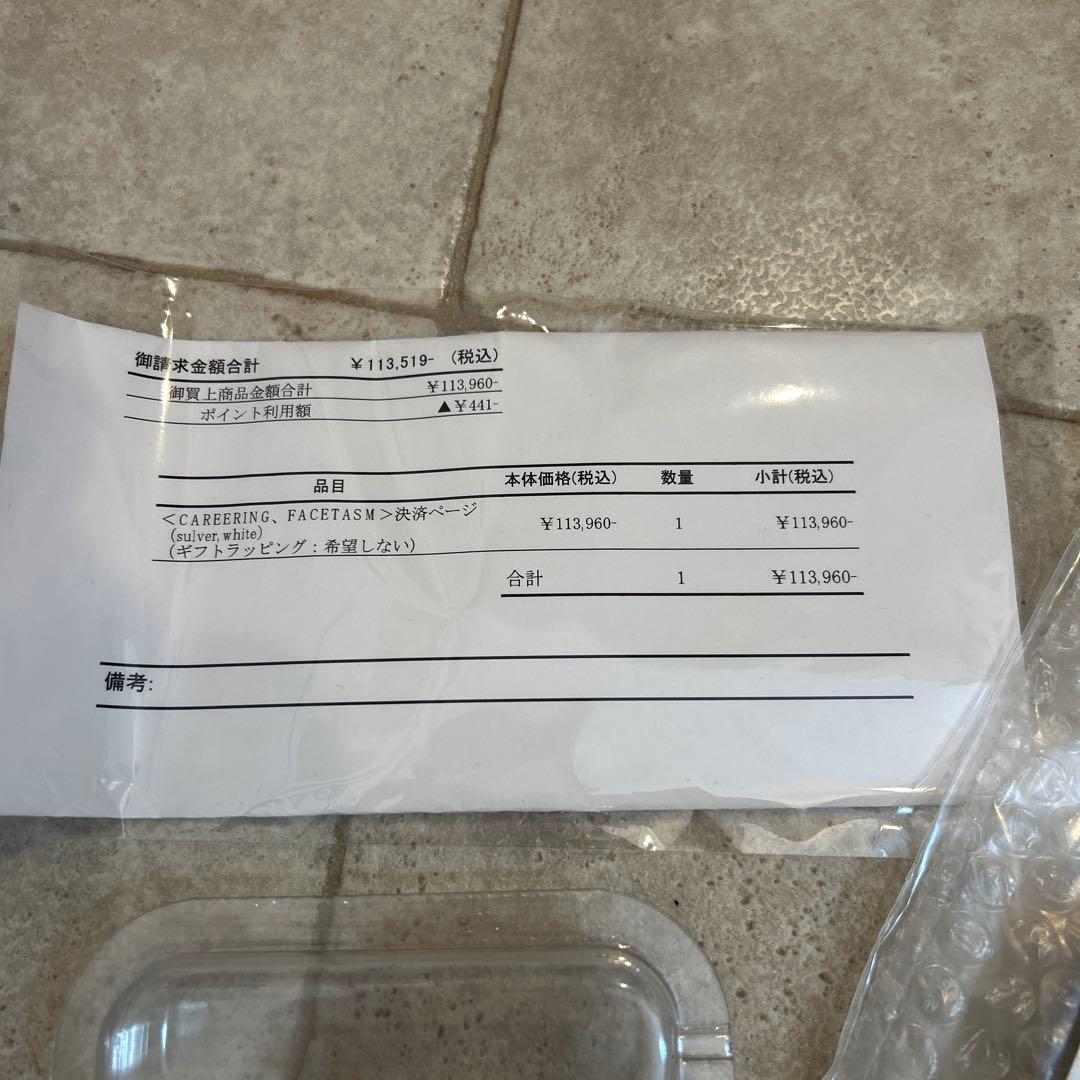 御請求金額合計 ￥113,519- (税込)
御買上商品金額合計 ￥113,960-
ポイント利用額 ▲￥441-
品目 本体価格(税込) 数量 小計(税込)
＜CAREERING、FACETASM＞決済ページ
(sulver,white)
(ギフトラッピング：希望しない) ￥113,960- 1 ￥113,960-
合計 1 ￥113,960-
備考: